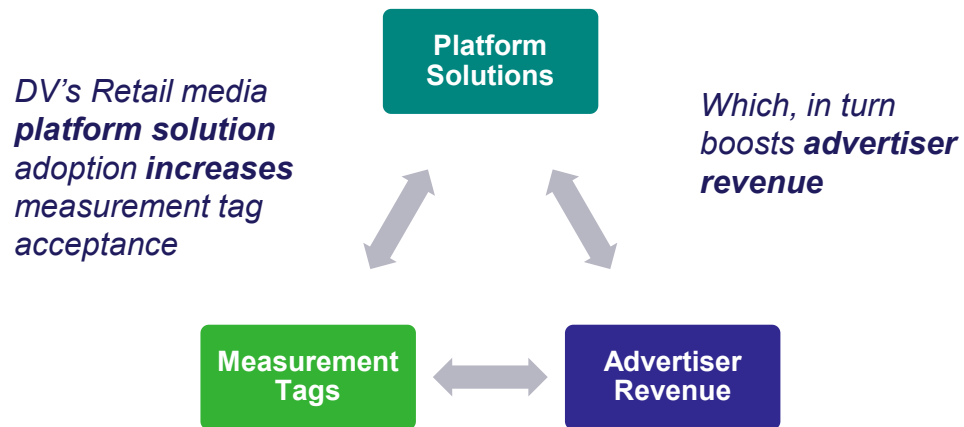 Platform
Solutions
DV’s Retail media
platform solution
adoption increases
measurement tag
acceptance
Which, in turn
boosts advertiser
revenue
Measurement
Tags
Advertiser
Revenue